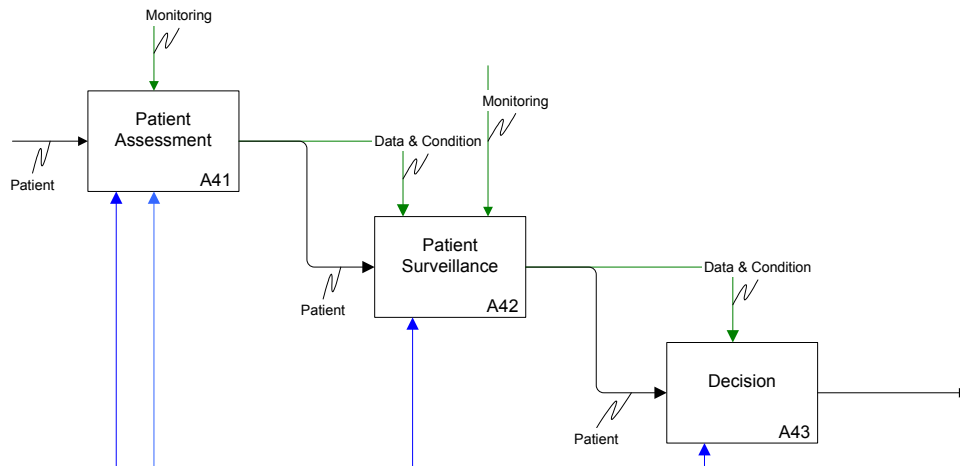 Monitoring
Patient
Assessment
A41
Patient
Data & Condition
Monitoring
Patient
Surveillance
A42
Patient
Data & Condition
Decision
A43
Patient